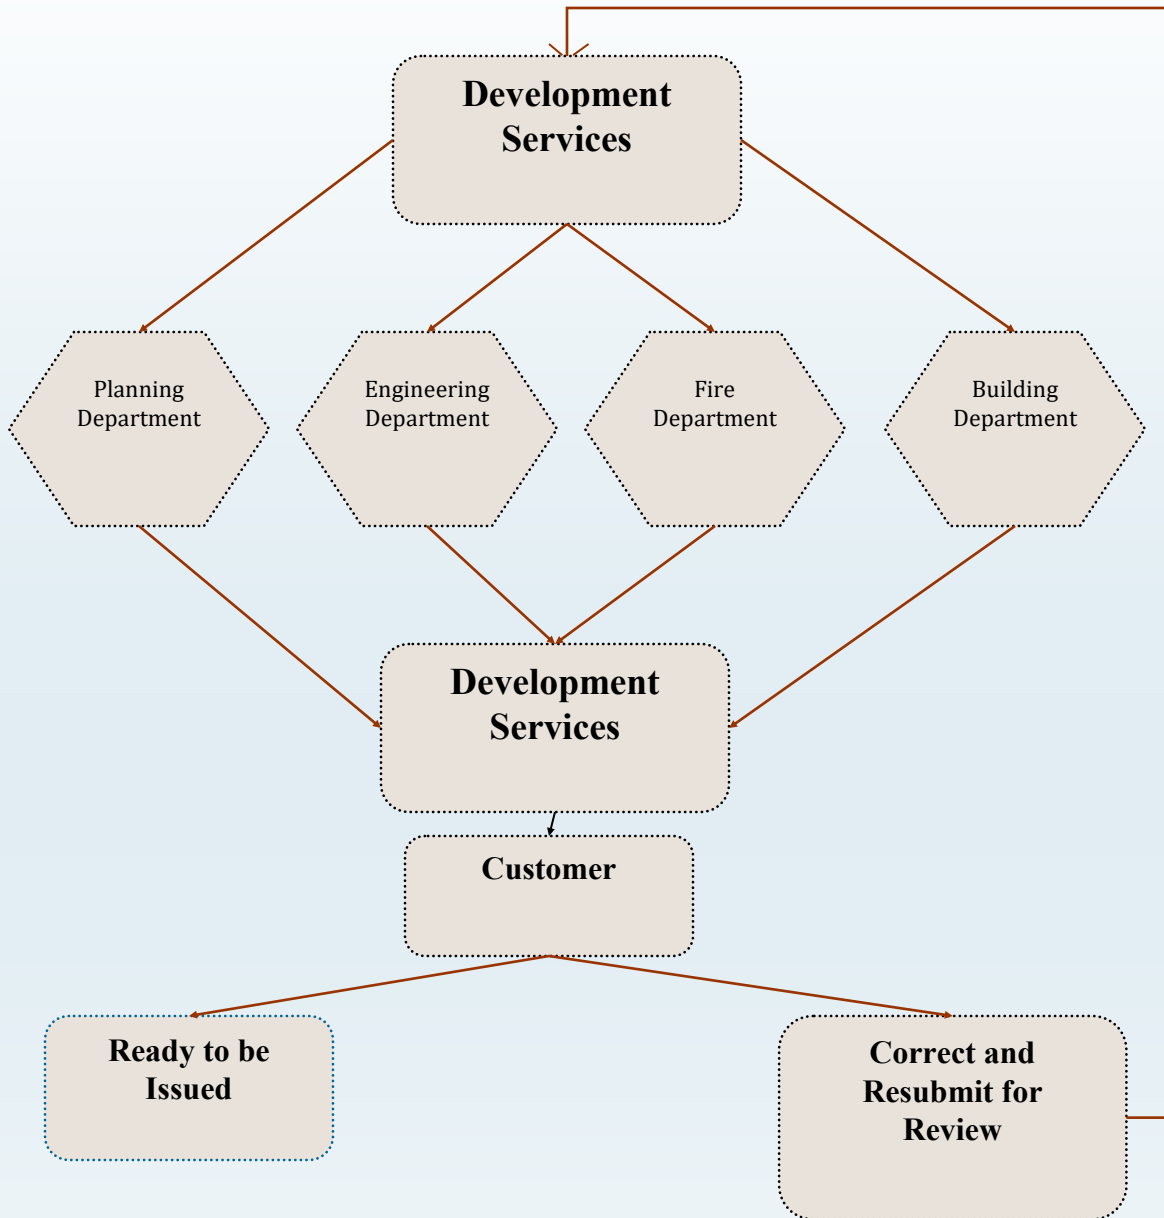 Development
Services
Planning
Department
Engineering
Department
Fire
Department
Building
Department
Development
Services
Customer
Ready to be
Issued
Correct and
Resubmit for
Review